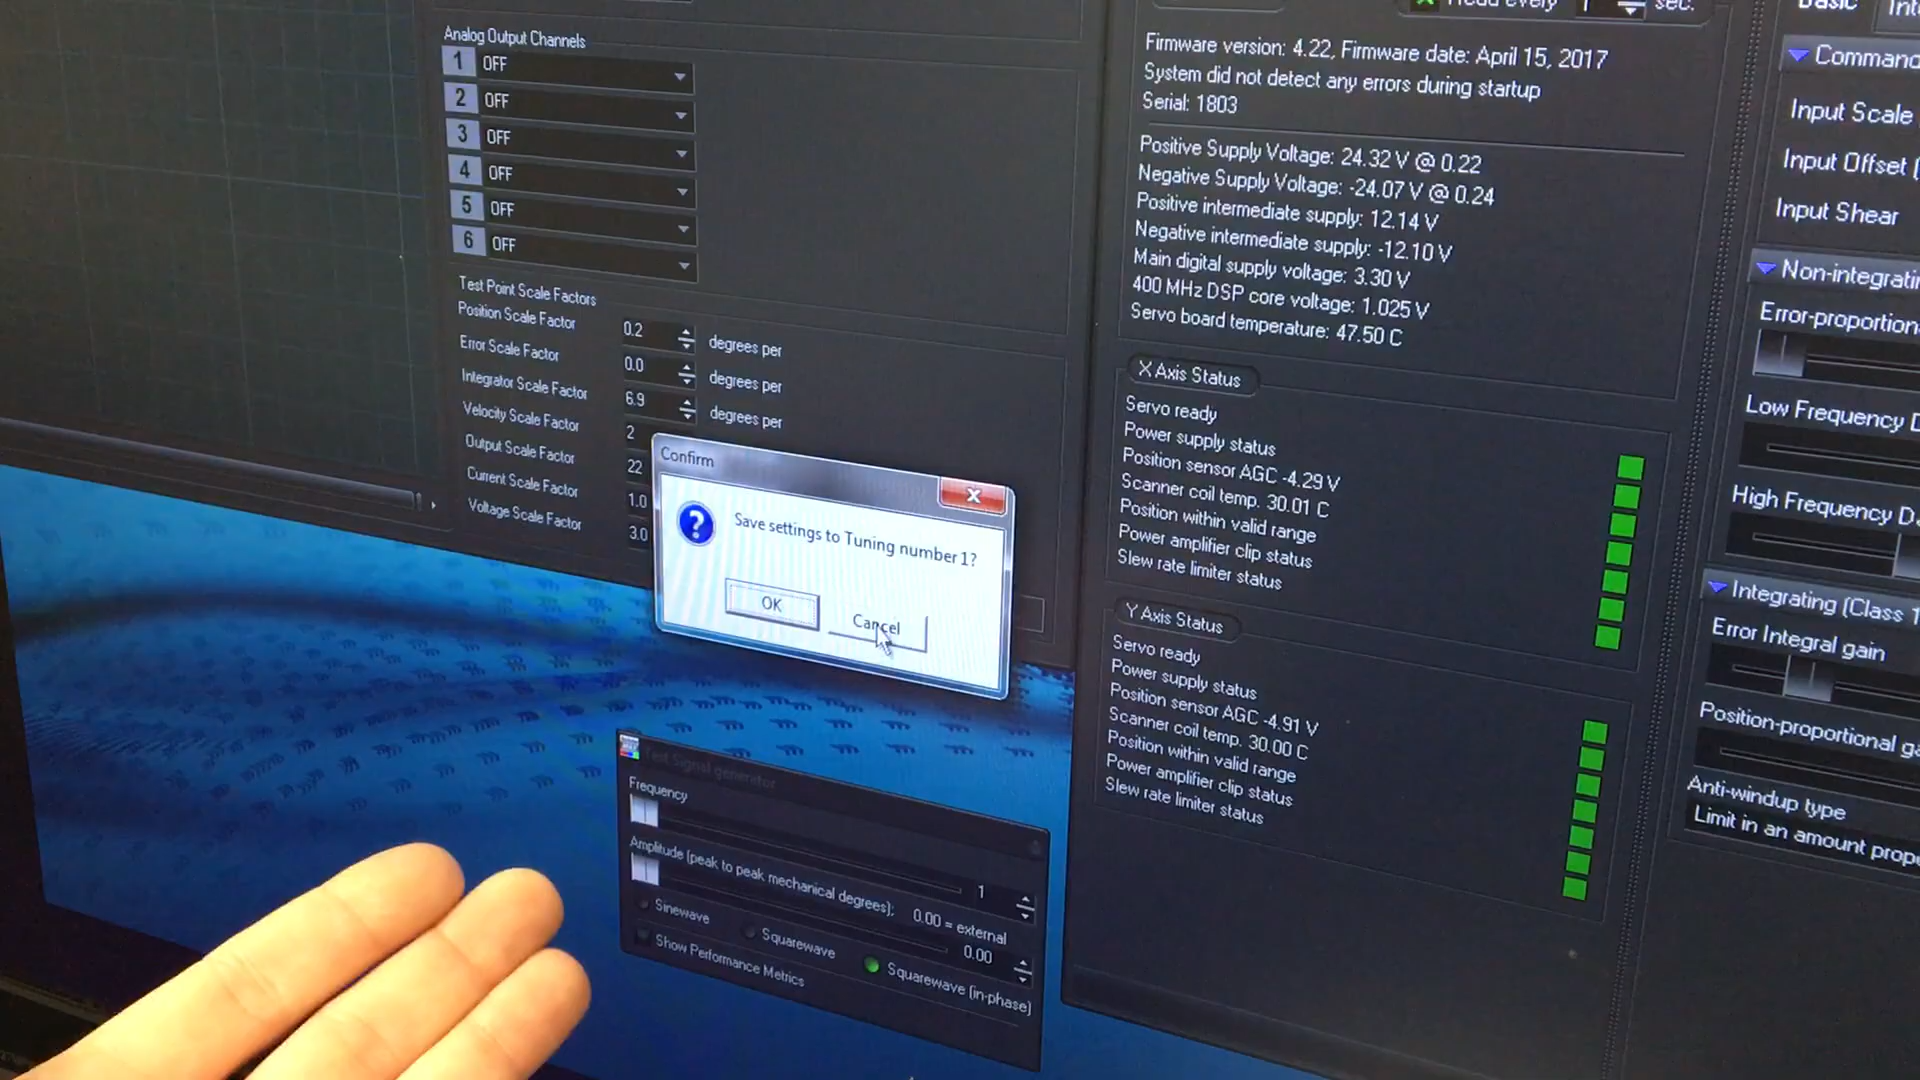 Analog Output Channels
1 OFF
2 OFF
3 OFF
4 OFF
5 OFF
6 OFF
Test Point Scale Factors
Position Scale Factor 0.2 degrees per
Error Scale Factor 0.0 degrees per
Integrator Scale Factor 6.9 degrees per
Velocity Scale Factor 2
Output Scale Factor 22
Current Scale Factor 1.0
Voltage Scale Factor 3.0
Confirm
Save settings to Tuning number 1?
OK
Cancel
Test Signal generator
Frequency
1
Amplitude (peak to peak mechanical degrees);
0.00 = external
0.00
Sinewave
Squarewave
Squarewave (in-phase)
Show Performance Metrics
Read every 1 sec.
Firmware version: 4.22, Firmware date: April 15, 2017
System did not detect any errors during startup
Serial: 1803
Positive Supply Voltage: 24.32 V @ 0.22
Negative Supply Voltage: -24.07 V @ 0.24
Positive intermediate supply: 12.14 V
Negative intermediate supply: -12.10 V
Main digital supply voltage: 3.30 V
400 MHz DSP core voltage: 1.025 V
Servo board temperature: 47.50 C
X Axis Status
Servo ready
Power supply status
Position sensor AGC -4.29 V
Scanner coil temp. 30.01 C
Position within valid range
Power amplifier clip status
Slew rate limiter status
Y Axis Status
Servo ready
Power supply status
Position sensor AGC -4.91 V
Scanner coil temp. 30.00 C
Position within valid range
Power amplifier clip status
Slew rate limiter status
Basic
Int
Command
Input Scale
Input Offset (
Input Shear
Non-integratin
Error-proportion
Low Frequency D
High Frequency Da
Integrating (Class 1
Error Integral gain
Position-proportional ga
Anti-windup type
Limit in an amount prop